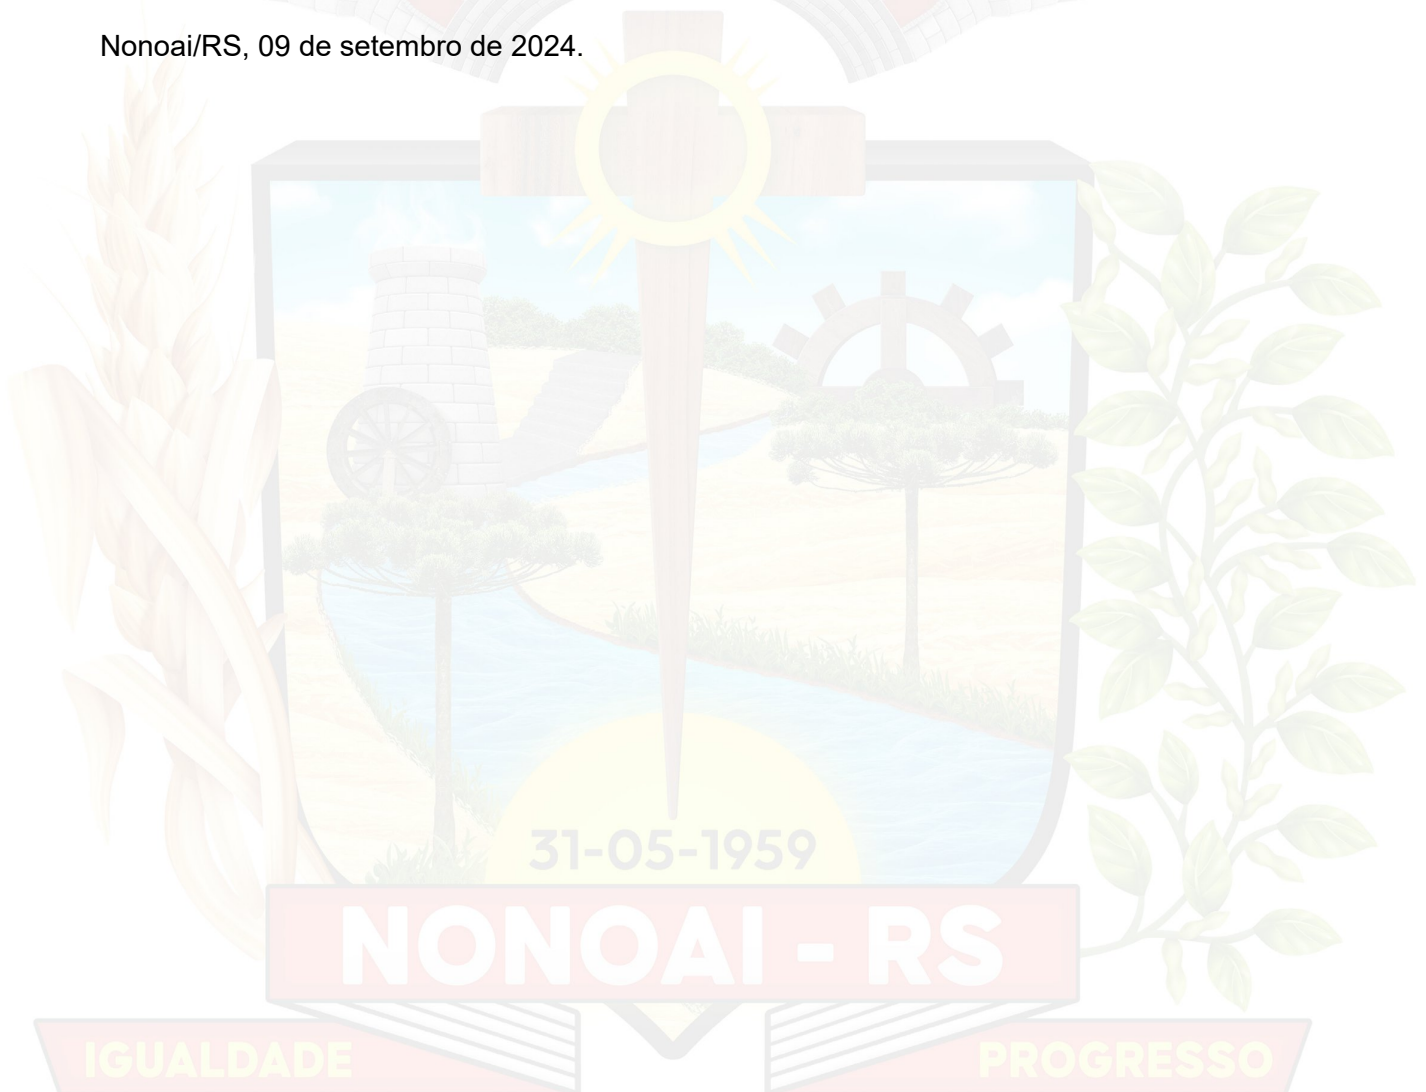 Nonoai/RS, 09 de setembro de 2024.
31-05-1959
NONOAI - RS
IGUALDADE
PROGRESSO